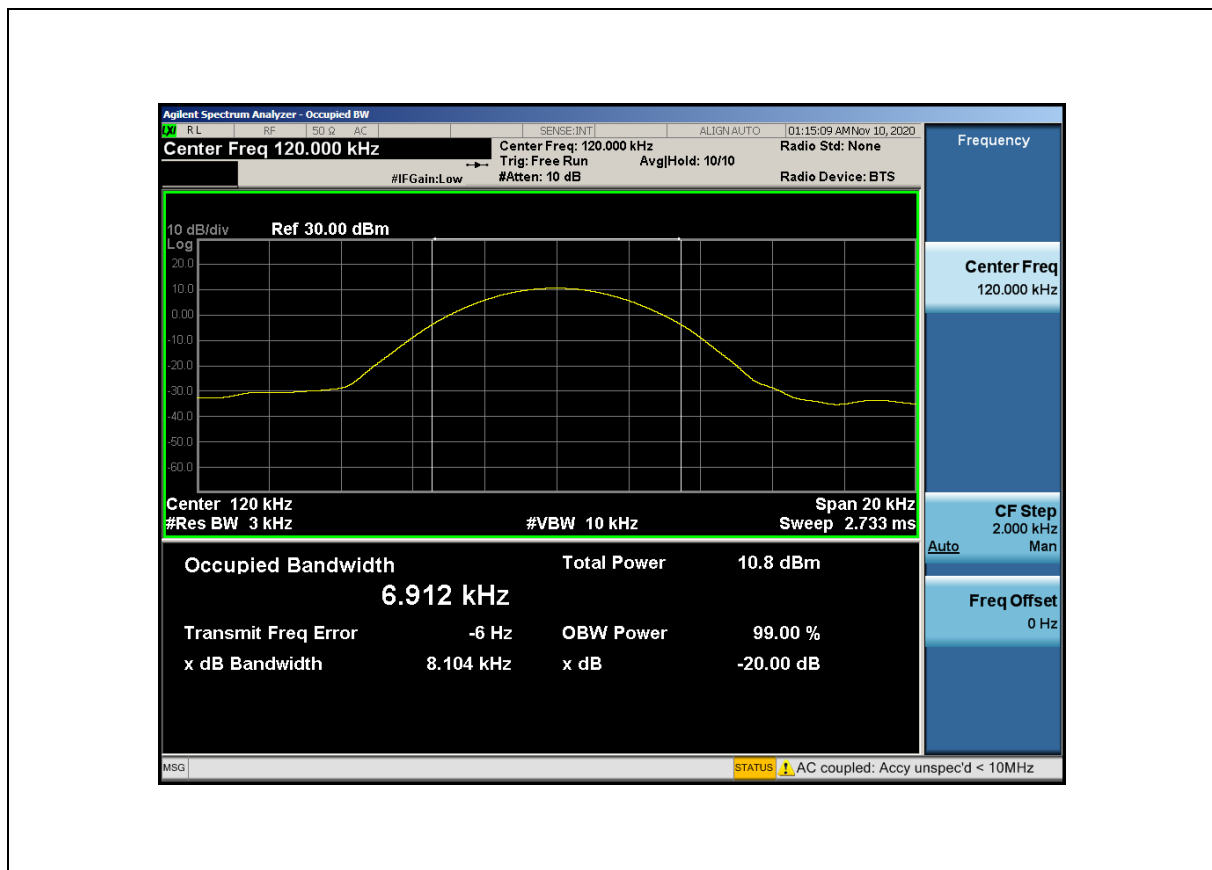 Agilent Spectrum Analyzer - Occupied BW
LXI RL RF 50 Ω AC SENSE:INT ALIGN AUTO 01:15:09 AM Nov 10, 2020
Center Freq 120.000 kHz
Center Freq: 120.000 kHz
Radio Std: None
Trig: Free Run Avg|Hold: 10/10
#IFGain:Low
#Atten: 10 dB
Radio Device: BTS
10 dB/div Ref 30.00 dBm
Log
20.0
10.0
0.00
-10.0
-20.0
-30.0
-40.0
-50.0
-60.0
Center 120 kHz Span 20 kHz
#Res BW 3 kHz #VBW 10 kHz Sweep 2.733 ms
Occupied Bandwidth Total Power 10.8 dBm
6.912 kHz
Transmit Freq Error -6 Hz OBW Power 99.00 %
x dB Bandwidth 8.104 kHz x dB -20.00 dB
Frequency
Center Freq
120.000 kHz
CF Step
2.000 kHz
Auto Man
Freq Offset
0 Hz
MSG STATUS AC coupled: Accy unspec'd < 10MHz